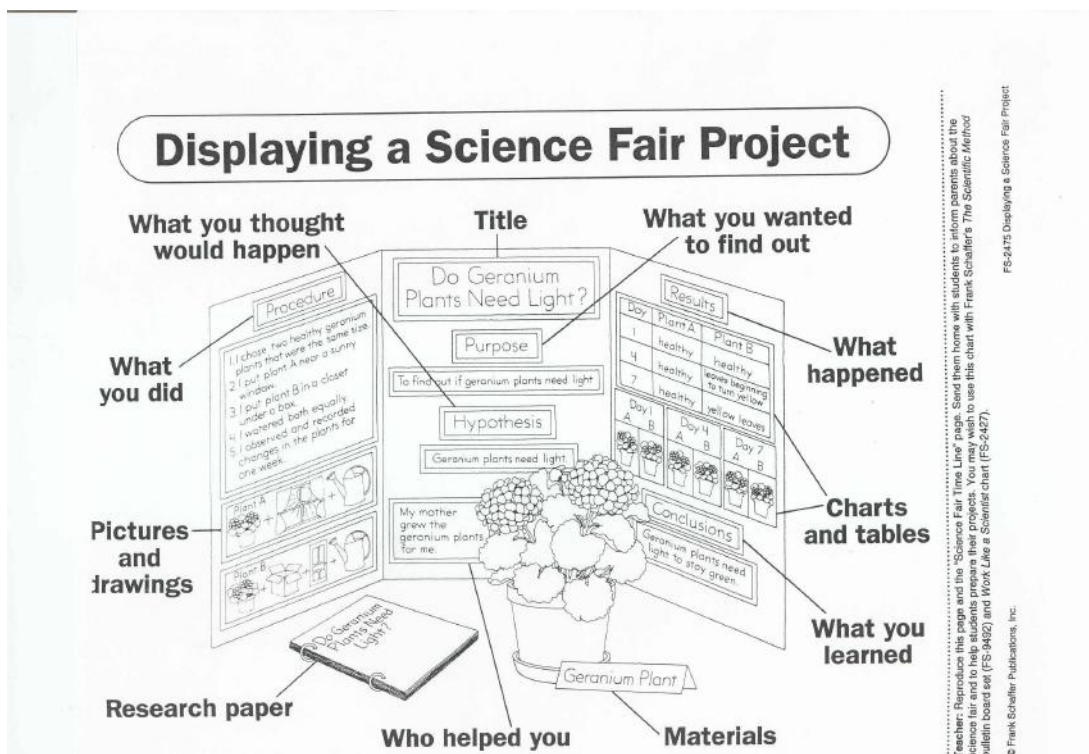 Displaying a Science Fair Project
What you thought
would happen
Title
What you wanted
to find out
Do Geranium
Plants Need Light?
Procedure
1. I chose two healthy geranium
plants that were the same size.
2. I put plant A near a sunny
window.
3. I put plant B in a closet
under a box.
4. I watered both equally.
5. I observed and recorded
changes in the plants for
one week.
What
you did
Plant A
Plant B
Pictures
and
drawings
Purpose
To find out if geranium plants need light
Hypothesis
Geranium plants need light.
My mother
grew the
geranium plants
for me.
Results
Day Plant A Plant B
1 healthy healthy
4 healthy leaves beginning
to turn yellow
7 healthy yellow leaves
Day 1 Day 4 Day 7
A B A B A B
What
happened
Charts
and tables
Conclusions
Geranium plants need
light to stay green.
What you
learned
Do Geranium
Plants Need
Light?
Research paper
Geranium Plant
Who helped you
Materials
Teacher: Reproduce this page and the "Science Fair Time Line" page. Send them home with students to inform parents about the
science fair and to help students prepare their projects. You may wish to use this chart with Frank Schaffer's The Scientific Method
bulletin board set (FS-9492) and Work Like a Scientist chart (FS-2427).
© Frank Schaffer Publications, Inc.
FS-2475 Displaying a Science Fair Project